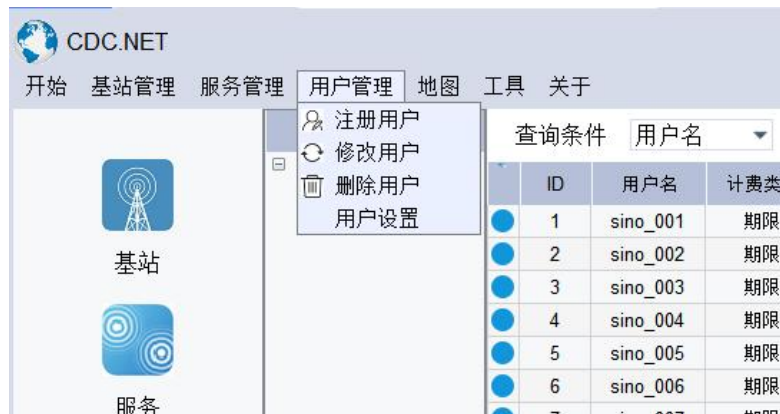 CDC.NET
开始 基站管理 服务管理 用户管理 地图 工具 关于
注册用户
修改用户
删除用户
用户设置
基站
服务
查询条件 用户名
ID 用户名 计费类
1 sino_001 期限
2 sino_002 期限
3 sino_003 期限
4 sino_004 期限
5 sino_005 期限
6 sino_006 期限